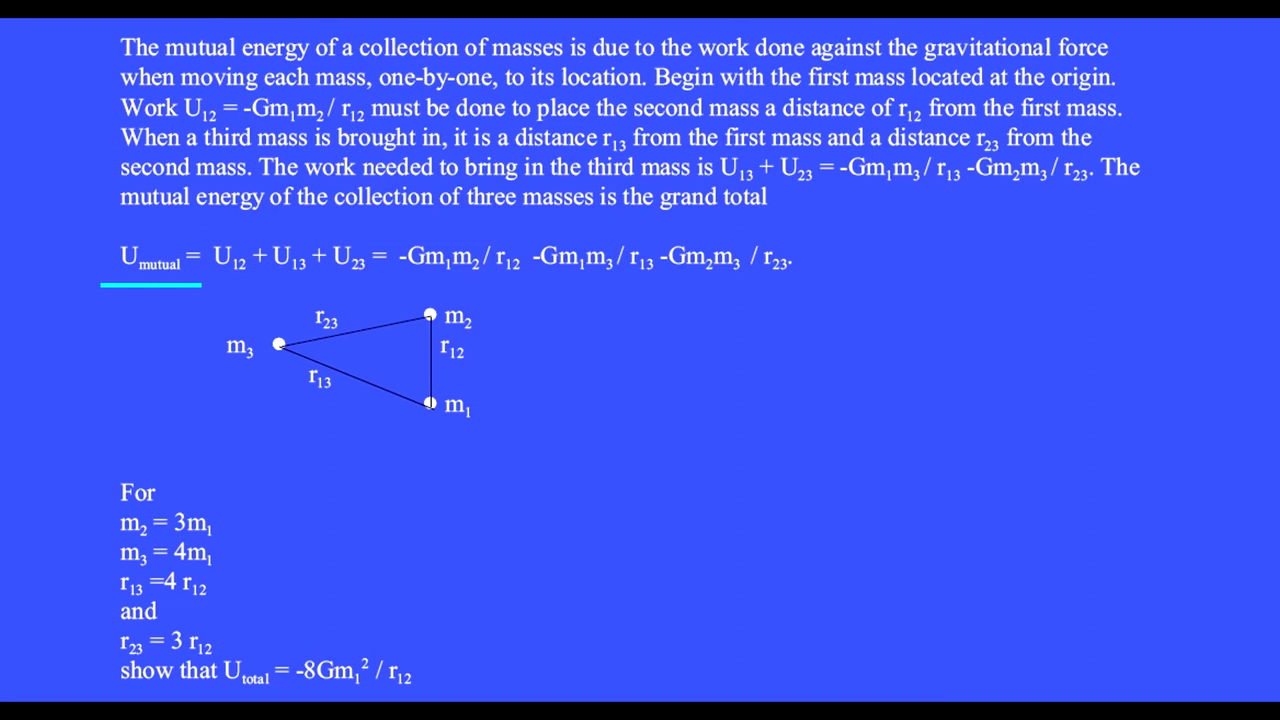 The mutual energy of a collection of masses is due to the work done against the gravitational force
when moving each mass, one-by-one, to its location. Begin with the first mass located at the origin.
Work U₁₂ = -Gm₁m₂ / r₁₂ must be done to place the second mass a distance of r₁₂ from the first mass.
When a third mass is brought in, it is a distance r₁₃ from the first mass and a distance r₂₃ from the
second mass. The work needed to bring in the third mass is U₁₃ + U₂₃ = -Gm₁m₃ / r₁₃ -Gm₂m₃ / r₂₃. The
mutual energy of the collection of three masses is the grand total
U_mutual = U₁₂ + U₁₃ + U₂₃ = -Gm₁m₂ / r₁₂ -Gm₁m₃ / r₁₃ -Gm₂m₃ / r₂₃.
r₂₃
m₂
m₃
r₁₂
r₁₃
m₁
For
m₂ = 3m₁
m₃ = 4m₁
r₁₃ =4 r₁₂
and
r₂₃ = 3 r₁₂
show that U_total = -8Gm₁² / r₁₂